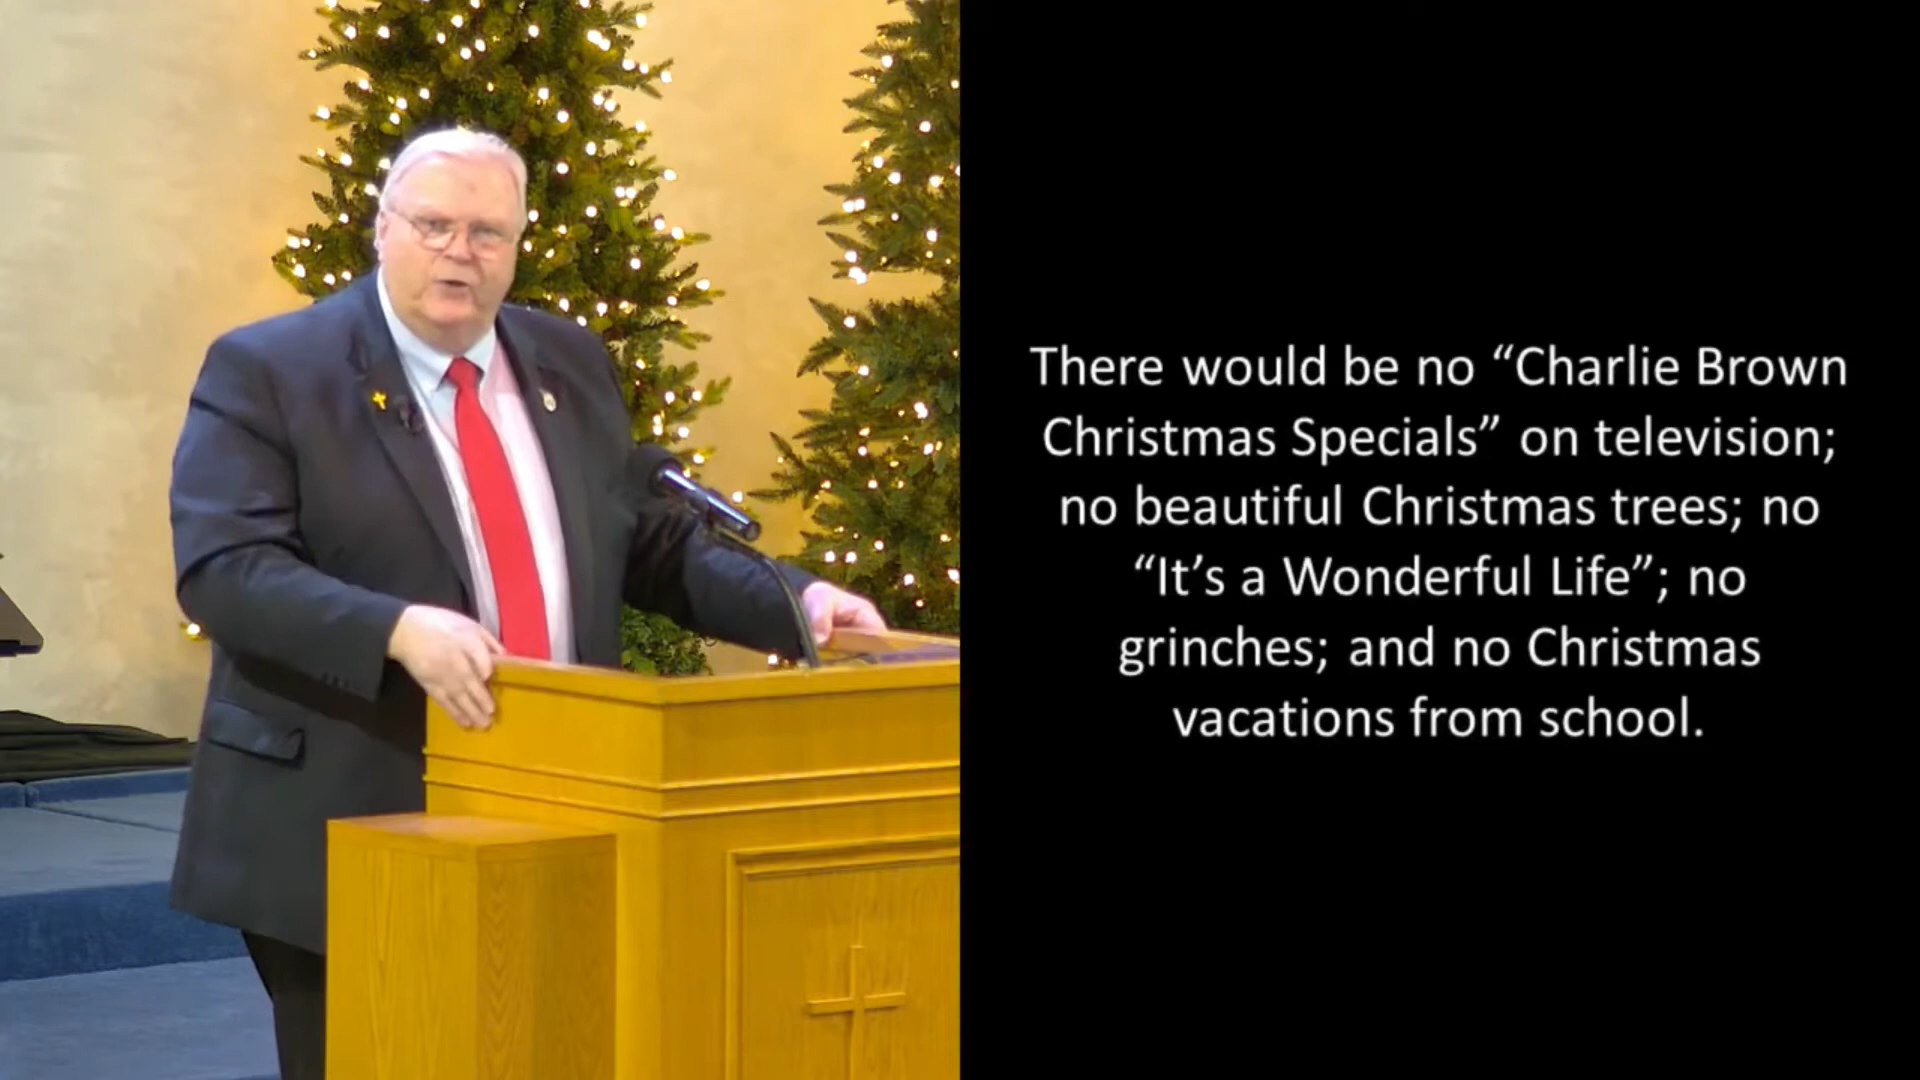 There would be no “Charlie Brown
Christmas Specials” on television;
no beautiful Christmas trees; no
“It’s a Wonderful Life”; no
grinches; and no Christmas
vacations from school.